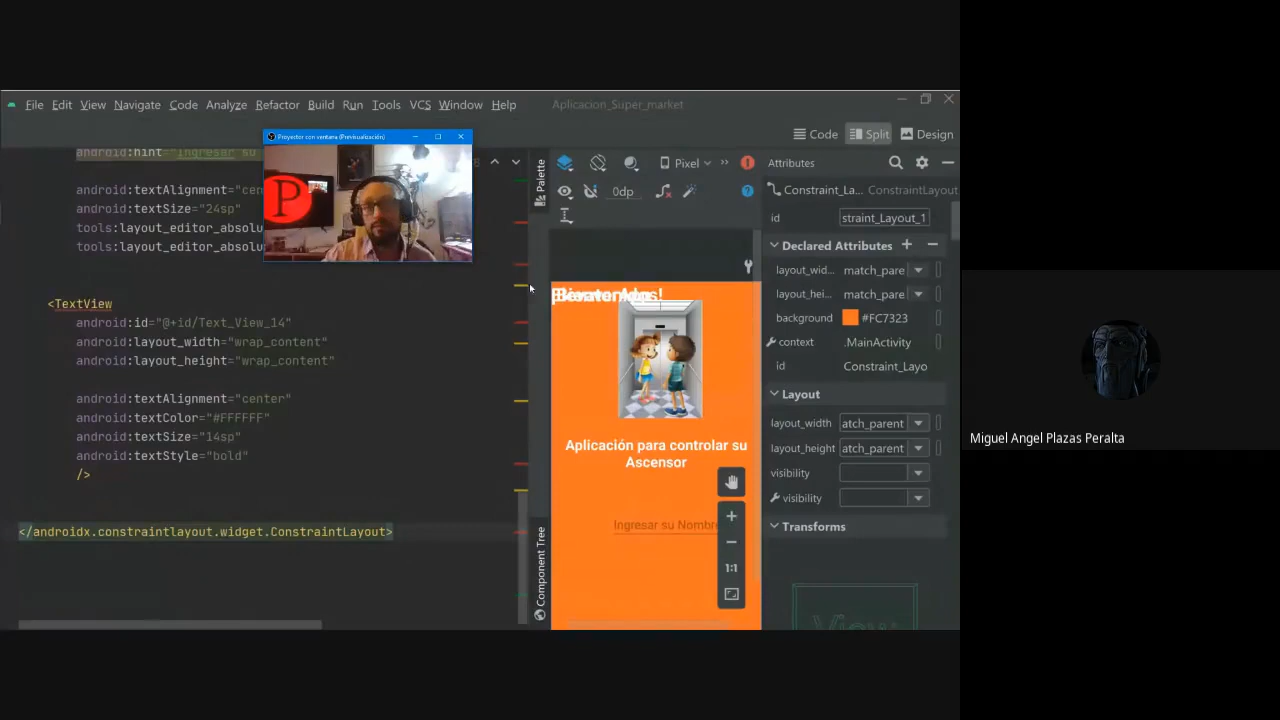 File Edit View Navigate Code Analyze Refactor Build Run Tools VCS Window Help Aplicacion_Super_market
Code Split Design
Proyector con ventana (Previsualización)
android:hint="Ingresar su
android:textAlignment="cen
android:textSize="24sp"
tools:layout_editor_absolu
tools:layout_editor_absolu
P
<TextView
android:id="@+id/Text_View_14"
android:layout_width="wrap_content"
android:layout_height="wrap_content"
android:textAlignment="center"
android:textColor="#FFFFFF"
android:textSize="14sp"
android:textStyle="bold"
/>
</androidx.constraintlayout.widget.ConstraintLayout>
Palette
Component Tree
Pixel
0dp
Aplicación para controlar su
Ascensor
Ingresar su Nombre
1:1
Attributes
Constraint_La... ConstraintLayout
id straint_Layout_1
Declared Attributes
layout_wid... match_pare
layout_hei... match_pare
background #FC7323
context .MainActivity
id Constraint_Layo
Layout
layout_width atch_parent
layout_height atch_parent
visibility
visibility
Transforms
View
Miguel Angel Plazas Peralta